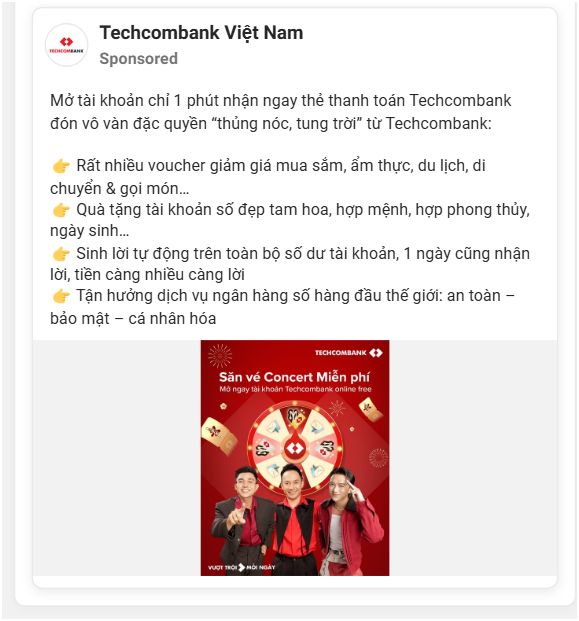 Techcombank Việt Nam
TECHCOMBANK
Sponsored
Mở tài khoản chỉ 1 phút nhận ngay thẻ thanh toán Techcombank
đón vô vàn đặc quyền “thủng nóc, tung trời” từ Techcombank:
👉 Rất nhiều voucher giảm giá mua sắm, ẩm thực, du lịch, di
chuyển & gọi món…
👉 Quà tặng tài khoản số đẹp tam hoa, hợp mệnh, hợp phong thủy,
ngày sinh…
👉 Sinh lời tự động trên toàn bộ số dư tài khoản, 1 ngày cũng nhận
lời, tiền càng nhiều càng lời
👉 Tận hưởng dịch vụ ngân hàng số hàng đầu thế giới: an toàn –
bảo mật – cá nhân hóa
TECHCOMBANK
Săn vé Concert Miễn phí
Mở ngay tài khoản Techcombank online free
VƯỢT TRỘI MỖI NGÀY